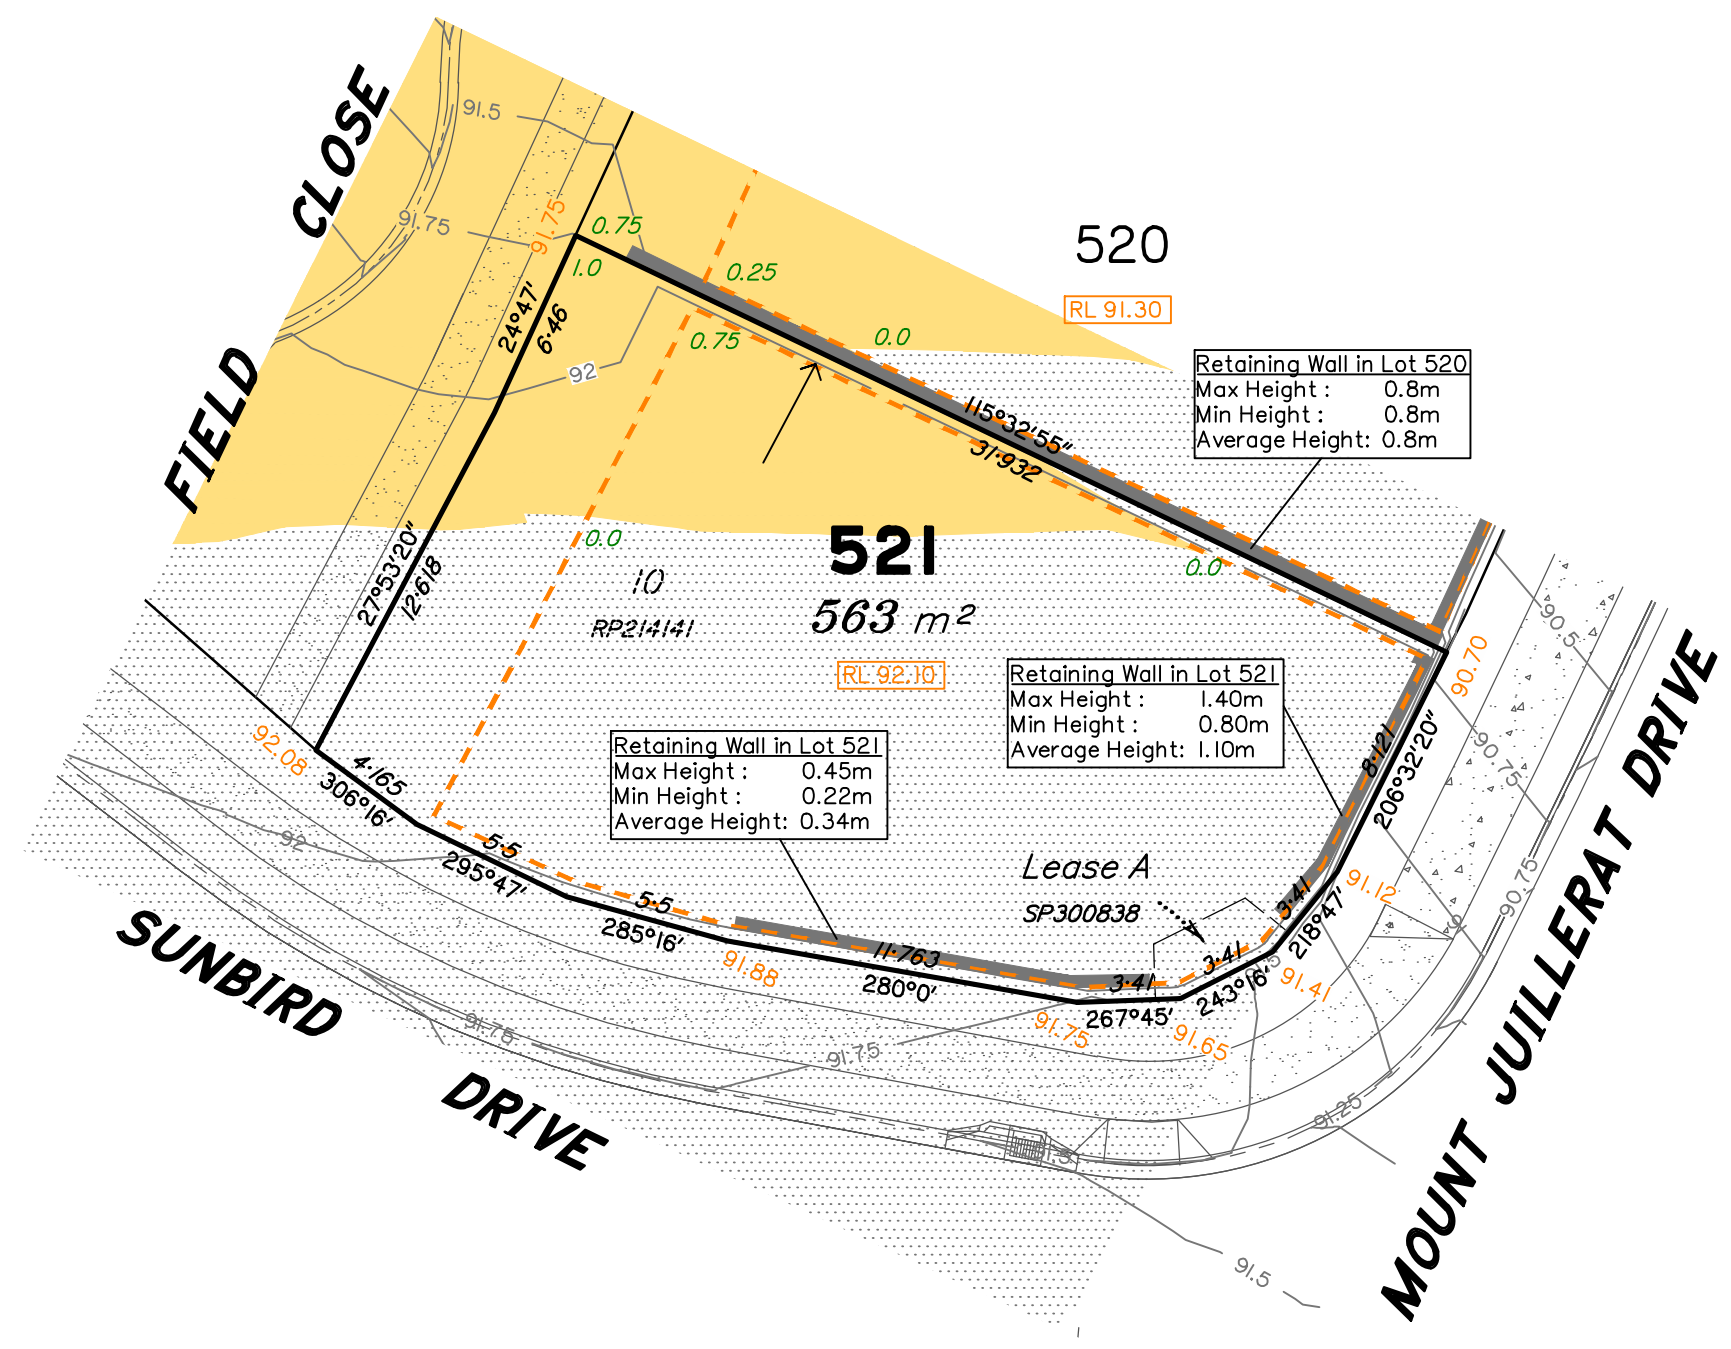 FIELD CLOSE
91.5
91.75
91.75
0.75
1.0
0.25
0.75
0.0
520
RL 91.30
Retaining Wall in Lot 520
Max Height : 0.8m
Min Height : 0.8m
Average Height: 0.8m
24°47'
6·46
92
115°32'55"
31·932
27°53'20"
12·618
0.0
0.0
521
563 m²
10
RP214141
RL 92.10
Retaining Wall in Lot 521
Max Height : 1.40m
Min Height : 0.80m
Average Height: 1.10m
Retaining Wall in Lot 521
Max Height : 0.45m
Min Height : 0.22m
Average Height: 0.34m
90.5
90.70
90.75
90.75
8·121
206°32'20"
92.08
4·165
306°16'
92
5·5
295°47'
5·5
285°16'
91.88
11·763
280°0'
Lease A
SP300838
A
3·41
218°47'
91.12
3·41
243°16'
91.5
91.41
3·41
267°45'
91.75
91.65
91.75
91.75
91.25
91.5
91.5
SUNBIRD DRIVE
MOUNT JUILLERAT DRIVE